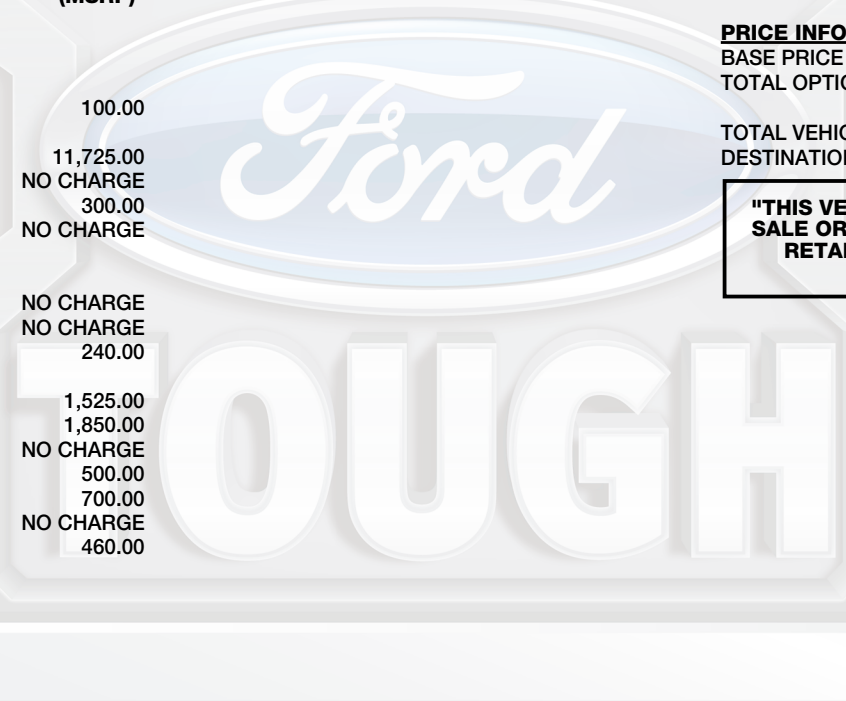 (MSRP)
100.00
11,725.00
NO CHARGE
300.00
NO CHARGE
NO CHARGE
NO CHARGE
240.00
1,525.00
1,850.00
NO CHARGE
500.00
700.00
NO CHARGE
460.00
PRICE INFO
BASE PRICE
TOTAL OPTIO
TOTAL VEHIC
DESTINATION
"THIS VE
SALE OR
RETAI
Ford
TOUGH